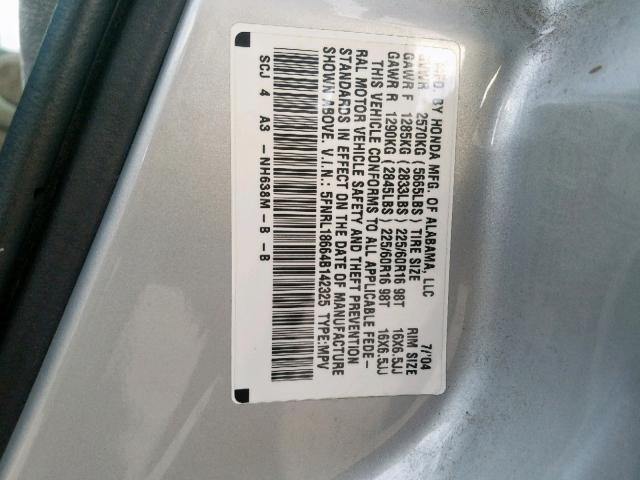 MFD. BY HONDA MFG. OF ALABAMA, LLC 7/'04
GVWR 2570KG (5665LBS) TIRE SIZE RIM SIZE
GAWR F 1285KG (2833LBS) 225/60R16 98T 16X6.5JJ
GAWR R 1290KG (2845LBS) 225/60R16 98T 16X6.5JJ
THIS VEHICLE CONFORMS TO ALL APPLICABLE FEDE-
RAL MOTOR VEHICLE SAFETY AND THEFT PREVENTION
STANDARDS IN EFFECT ON THE DATE OF MANUFACTURE
SHOWN ABOVE. V.I.N.: 5FNRL18664B142325 TYPE:MPV
SCJ 4 A3 -NH638M-B -B